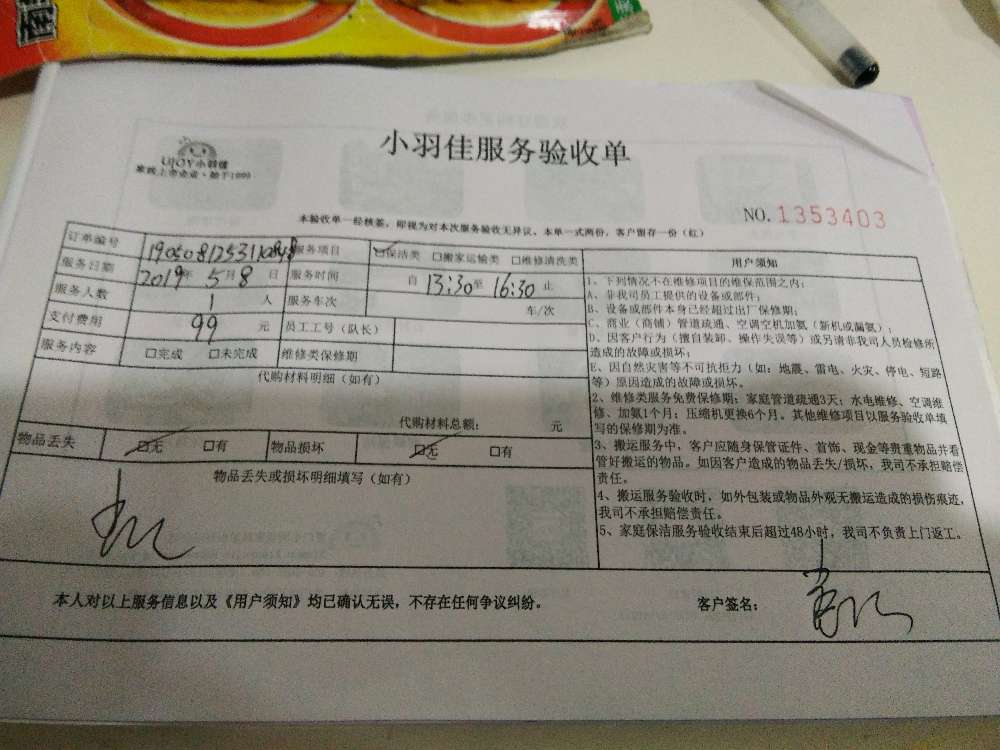 小羽佳服务验收单
UJOY小羽佳
家政上市企业·始于1999
NO.1353403
本验收单一经核签,即视为对本次服务验收无异议。本单一式两份,客户留存一份(红)
订单编号 服务项目 □保洁类 □搬家运输类 □维修清洗类
服务日期 2019年5月8日 服务时间 自13:30至16:30止
服务人数 1人 服务车次 车/次
支付费用 99元 员工工号(队长)
服务内容 □完成 □未完成 维修类保修期
代购材料明细(如有)
代购材料总额: 元
物品丢失 □无 □有 物品损坏 □无 □有
物品丢失或损坏明细填写(如有)
用户须知
1、下列情况不在维修项目的维保范围之内:
A、非我司员工提供的设备或部件;
B、设备或部件本身已经超过出厂保修期;
C、商业(商铺)管道疏通、空调空机加氨(新机或漏氨);
D、因客户行为(擅自装卸、操作失误等)或另请非我司人员检修所
造成的故障或损坏;
E、因自然灾害等不可抗拒力(如:地震、雷电、火灾、停电、短路
等)原因造成的故障或损坏。
2、维修类服务免费保修期:家庭管道疏通3天;水电维修、空调维
修、加氨1个月;压缩机更换6个月。其他维修项目以服务验收单填
写的保修期为准。
3、搬运服务中,客户应随身保管证件、首饰、现金等贵重物品并看
管好搬运的物品。如因客户造成的物品丢失/损坏,我司不承担赔偿
责任。
4、搬运服务验收时,如外包装或物品外观无搬运造成的损伤痕迹,
我司不承担赔偿责任。
5、家庭保洁服务验收结束后超过48小时,我司不负责上门返工。
本人对以上服务信息以及《用户须知》均已确认无误,不存在任何争议纠纷。 客户签名: